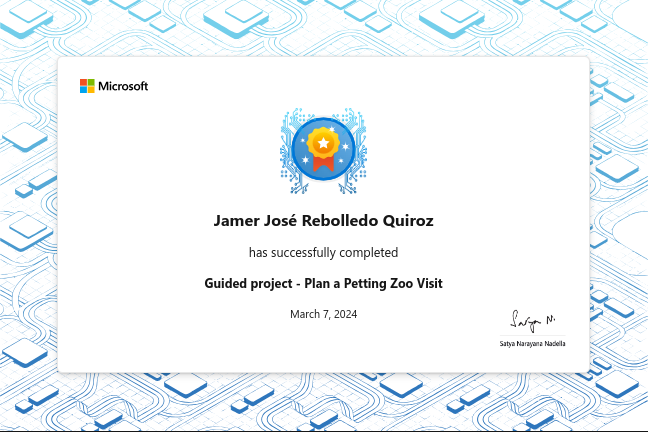 Microsoft
Jamer José Rebolledo Quiroz
has successfully completed
Guided project - Plan a Petting Zoo Visit
March 7, 2024
Satya N.
Satya Narayana Nadella